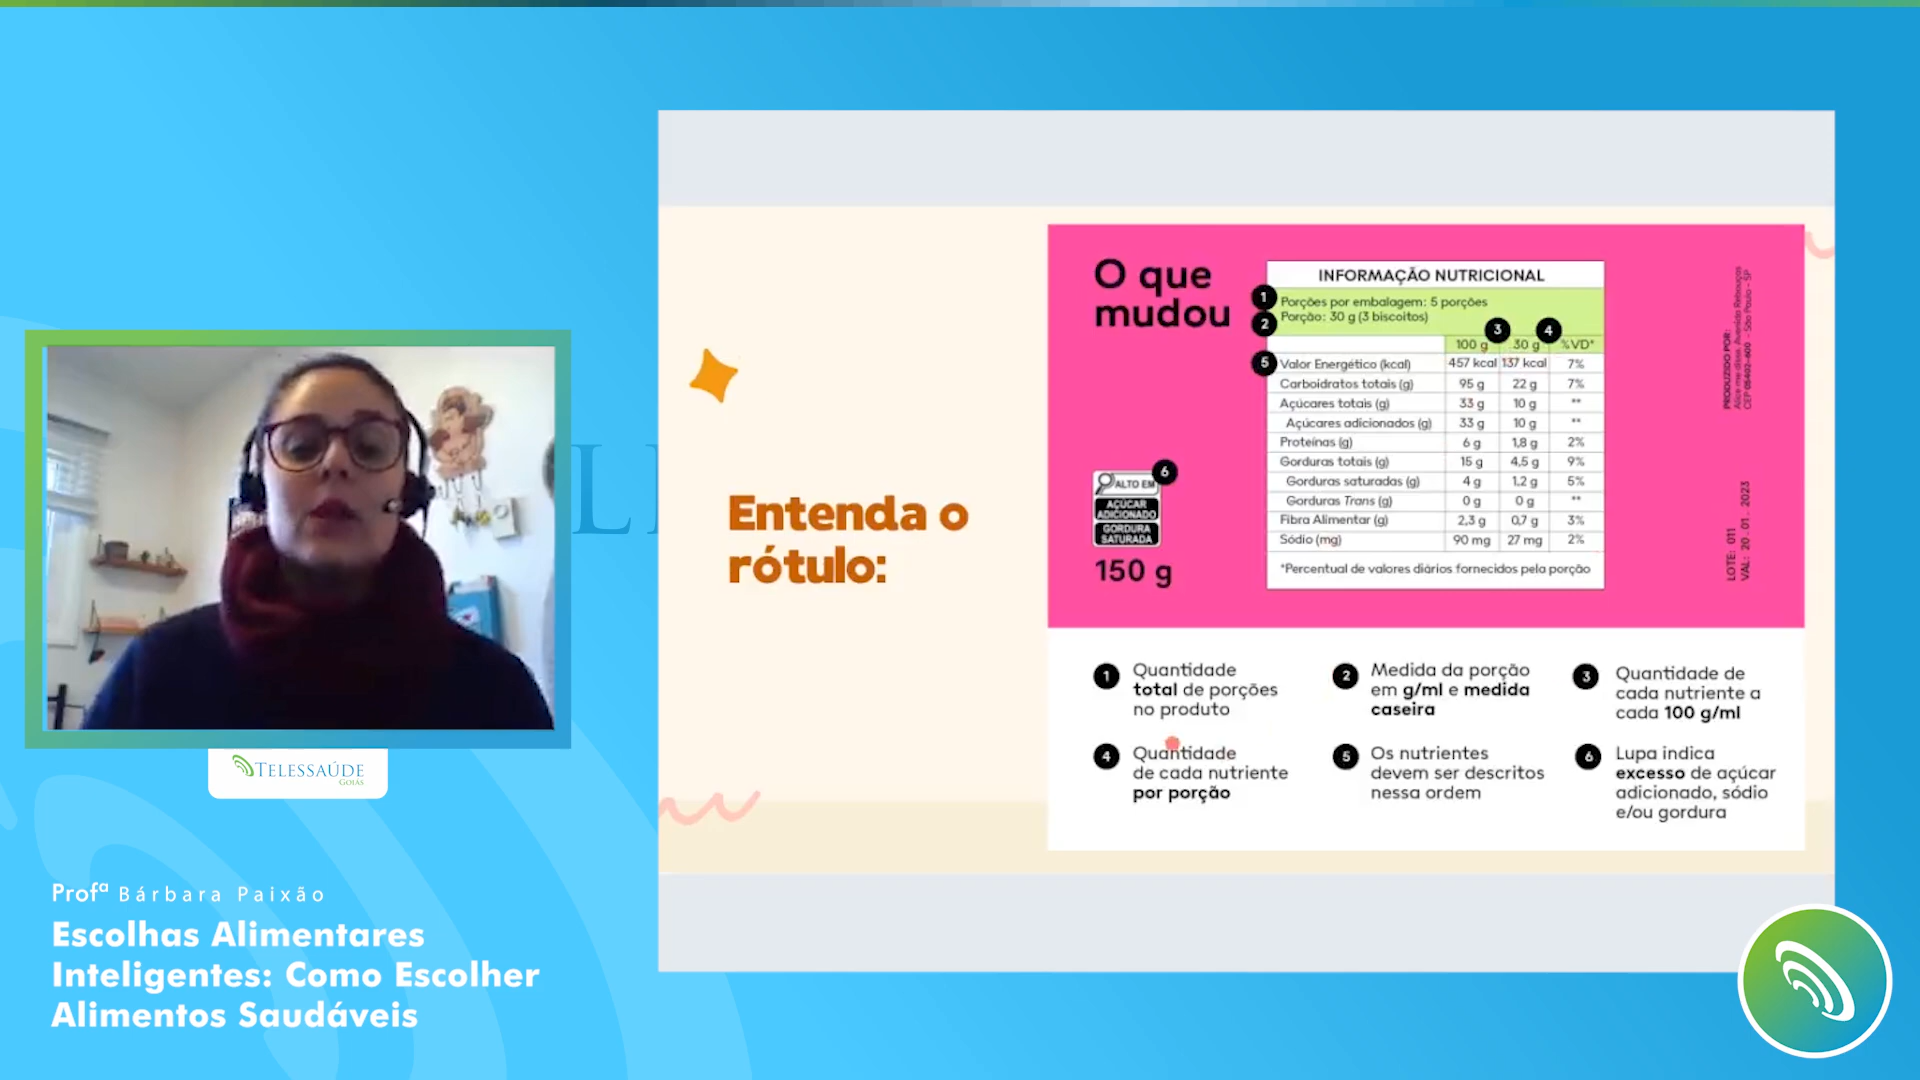 TELESSAÚDE
GOIÁS
Profª Bárbara Paixão
Escolhas Alimentares
Inteligentes: Como Escolher
Alimentos Saudáveis
Entenda o
rótulo:
O que
mudou
6
ALTO EM
AÇÚCAR
ADICIONADO
GORDURA
SATURADA
150 g
INFORMAÇÃO NUTRICIONAL
1 Porções por embalagem: 5 porções
2 Porção: 30 g (3 biscoitos)
3 4
100 g 30 g %VD*
5 Valor Energético (kcal) 457 kcal 137 kcal 7%
Carboidratos totais (g) 95 g 22 g 7%
Açúcares totais (g) 33 g 10 g **
Açúcares adicionados (g) 33 g 10 g **
Proteínas (g) 6 g 1,8 g 2%
Gorduras totais (g) 15 g 4,5 g 9%
Gorduras saturadas (g) 4 g 1,2 g 5%
Gorduras Trans (g) 0 g 0 g **
Fibra Alimentar (g) 2,3 g 0,7 g 3%
Sódio (mg) 90 mg 27 mg 2%
*Percentual de valores diários fornecidos pela porção
PRODUZIDO POR:
CEP 05402-600 - São Paulo - SP
LOTE: 011
VAL: 20 . 01 . 2023
1 Quantidade
total de porções
no produto
2 Medida da porção
em g/ml e medida
caseira
3 Quantidade de
cada nutriente a
cada 100 g/ml
4 Quantidade
de cada nutriente
por porção
5 Os nutrientes
devem ser descritos
nessa ordem
6 Lupa indica
excesso de açúcar
adicionado, sódio
e/ou gordura